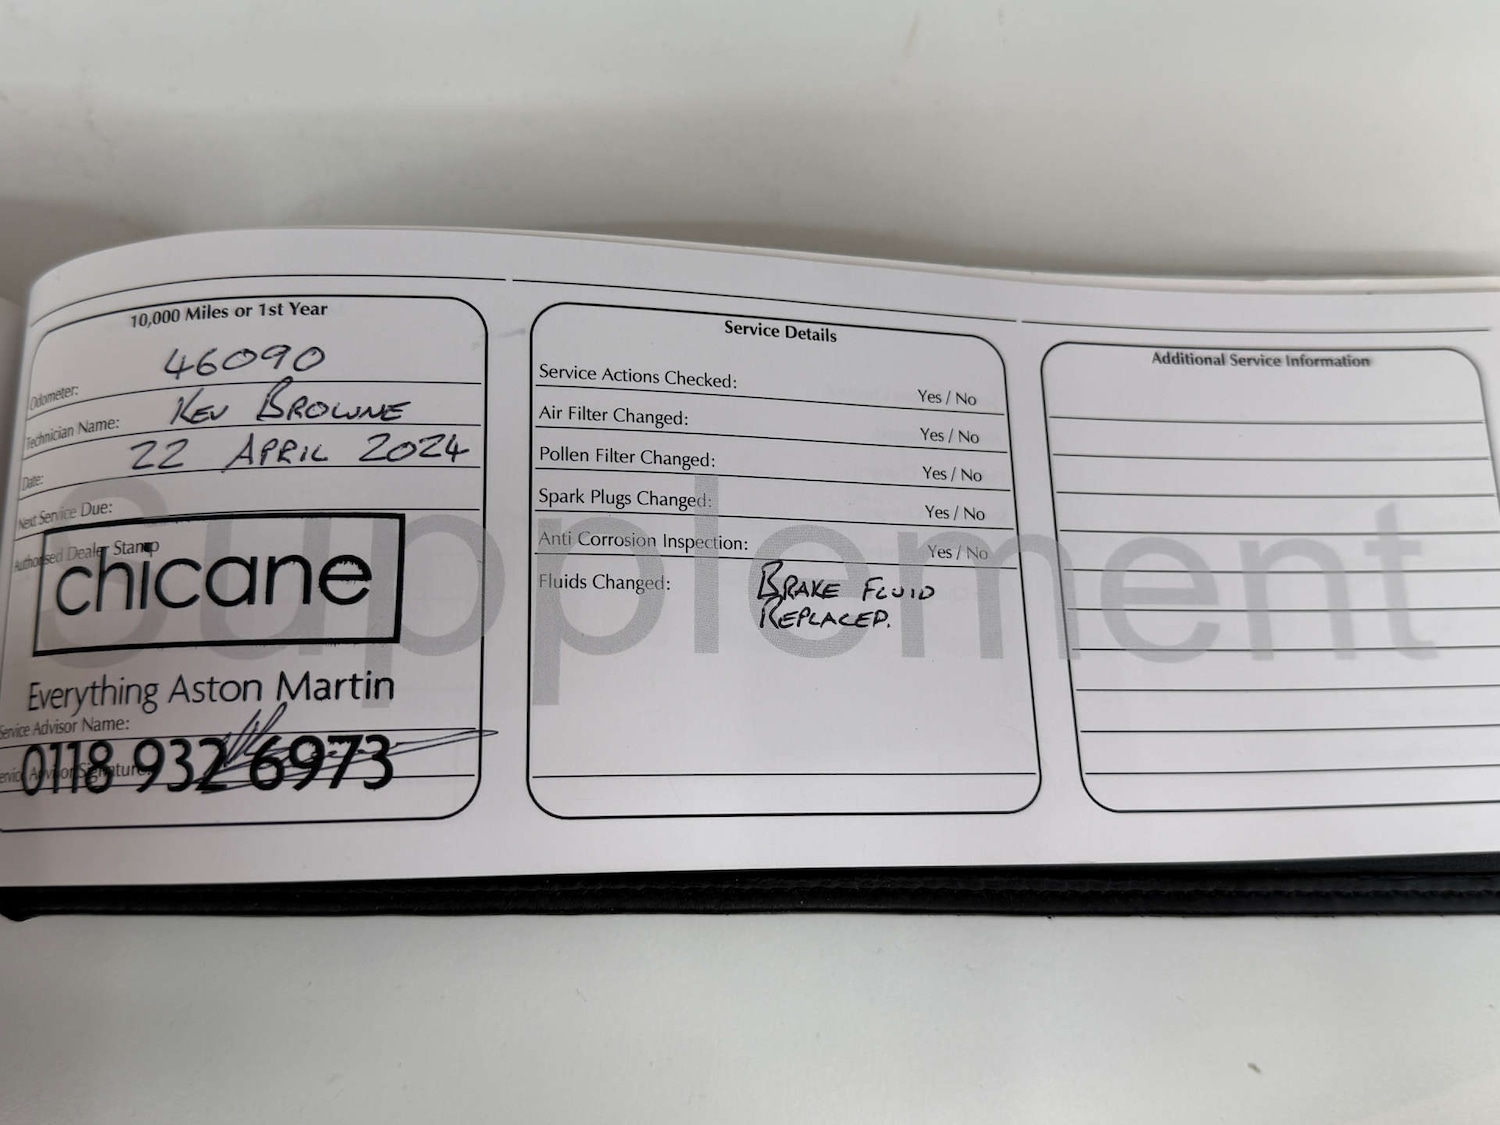 10,000 Miles or 1st Year
Odometer: 46090
Technician Name: KEV BROWNE
Date: 22 APRIL 2024
Next Service Due:
Authorised Dealer Stamp
chicane
Everything Aston Martin
Service Advisor Name:
Service Advisor Signature:
0118 932 6973
Service Details
Service Actions Checked: Yes / No
Air Filter Changed: Yes / No
Pollen Filter Changed: Yes / No
Spark Plugs Changed: Yes / No
Anti Corrosion Inspection: Yes / No
Fluids Changed: BRAKE FLUID
REPLACED.
Additional Service Information
Supplement